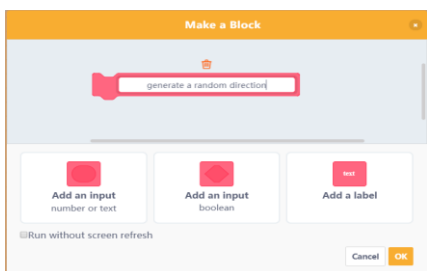 Make a Block
generate a random direction
text
Add an input
number or text
Add an input
boolean
Add a label
Run without screen refresh
Cancel
OK